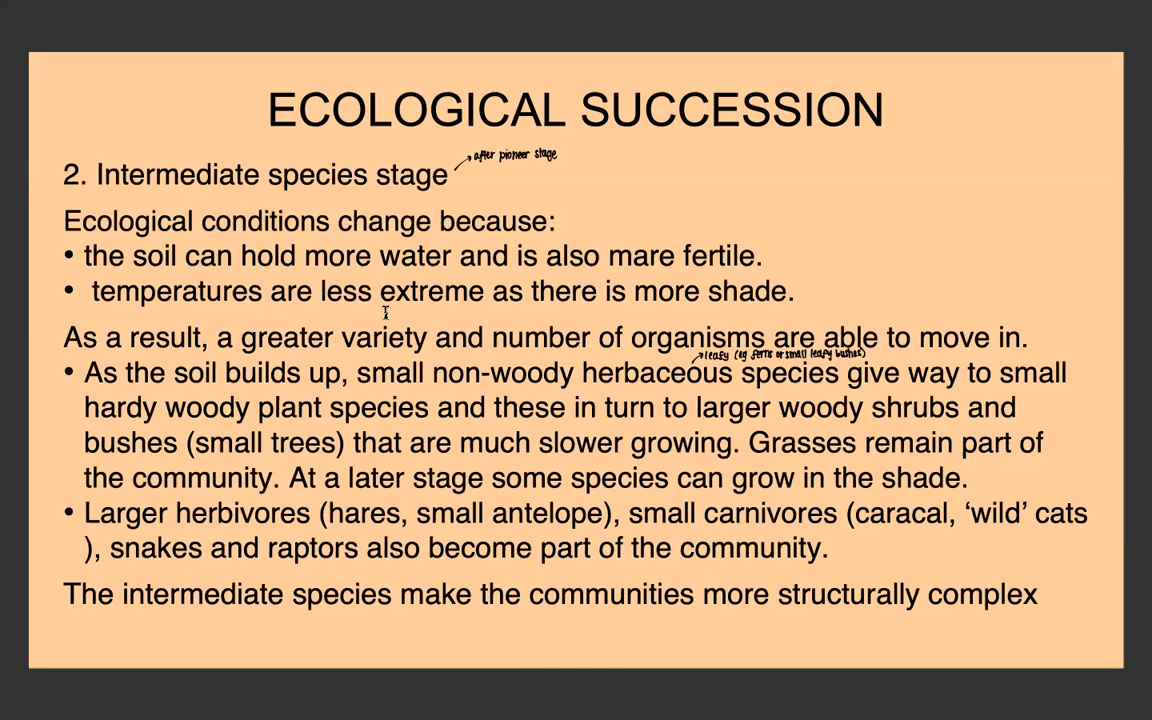 ECOLOGICAL SUCCESSION
after pioneer stage
2. Intermediate species stage
Ecological conditions change because:
• the soil can hold more water and is also mare fertile.
• temperatures are less extreme as there is more shade.
As a result, a greater variety and number of organisms are able to move in.
leafy (eg ferns or small leafy bushes)
• As the soil builds up, small non-woody herbaceous species give way to small
hardy woody plant species and these in turn to larger woody shrubs and
bushes (small trees) that are much slower growing. Grasses remain part of
the community. At a later stage some species can grow in the shade.
• Larger herbivores (hares, small antelope), small carnivores (caracal, ‘wild’ cats
), snakes and raptors also become part of the community.
The intermediate species make the communities more structurally complex